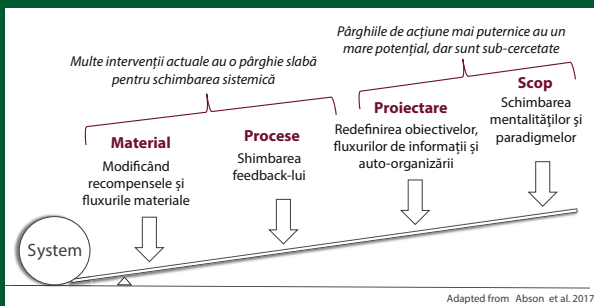 Pârghiile de acțiune mai puternice au un
mare potențial, dar sunt sub-cercetate
Multe intervenții actuale au o pârghie slabă
pentru schimbarea sistemică
Material
Modificând
recompensele și
fluxurile materiale
Procese
Shimbarea
feedback-lui
Proiectare
Redefinirea obiectivelor,
fluxurilor de informații și
auto-organizării
Scop
Schimbarea
mentalităților și
paradigmelor
System
Adapted from Abson et al. 2017